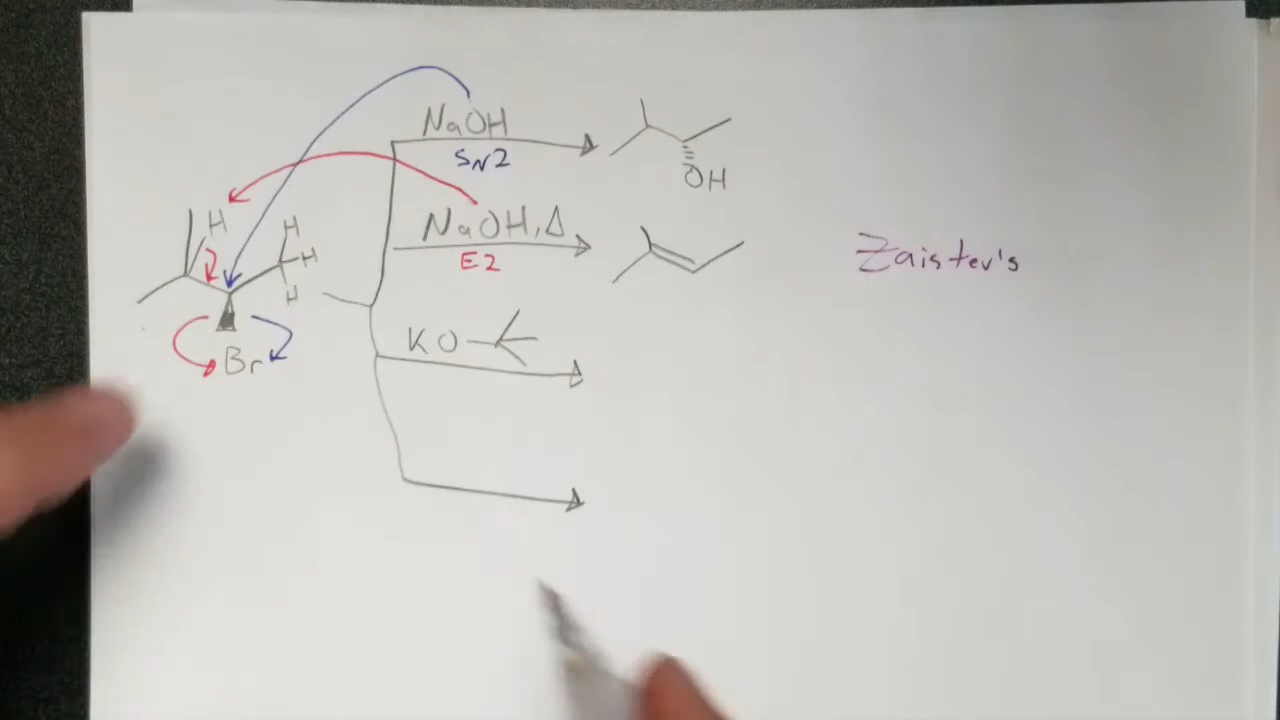 NaOH
SN2
OH
NaOH, Δ
E2
Zaistev's
H
H
H
H
Br
KO